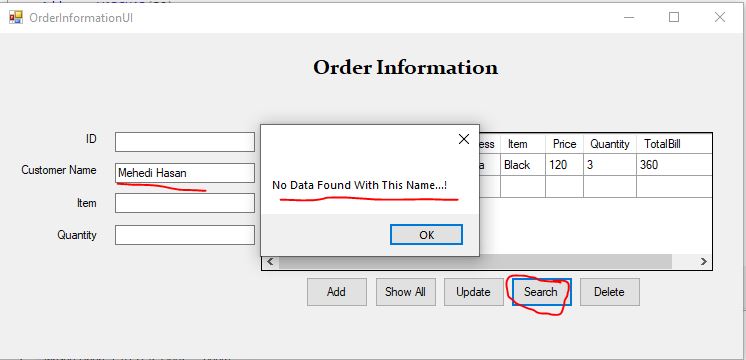 OrderInformationUI
Order Information
ID
Customer Name
Mehedi Hasan
Item
Quantity
Item Price Quantity TotalBill
Black 120 3 360
No Data Found With This Name...!
OK
Add Show All Update Search Delete